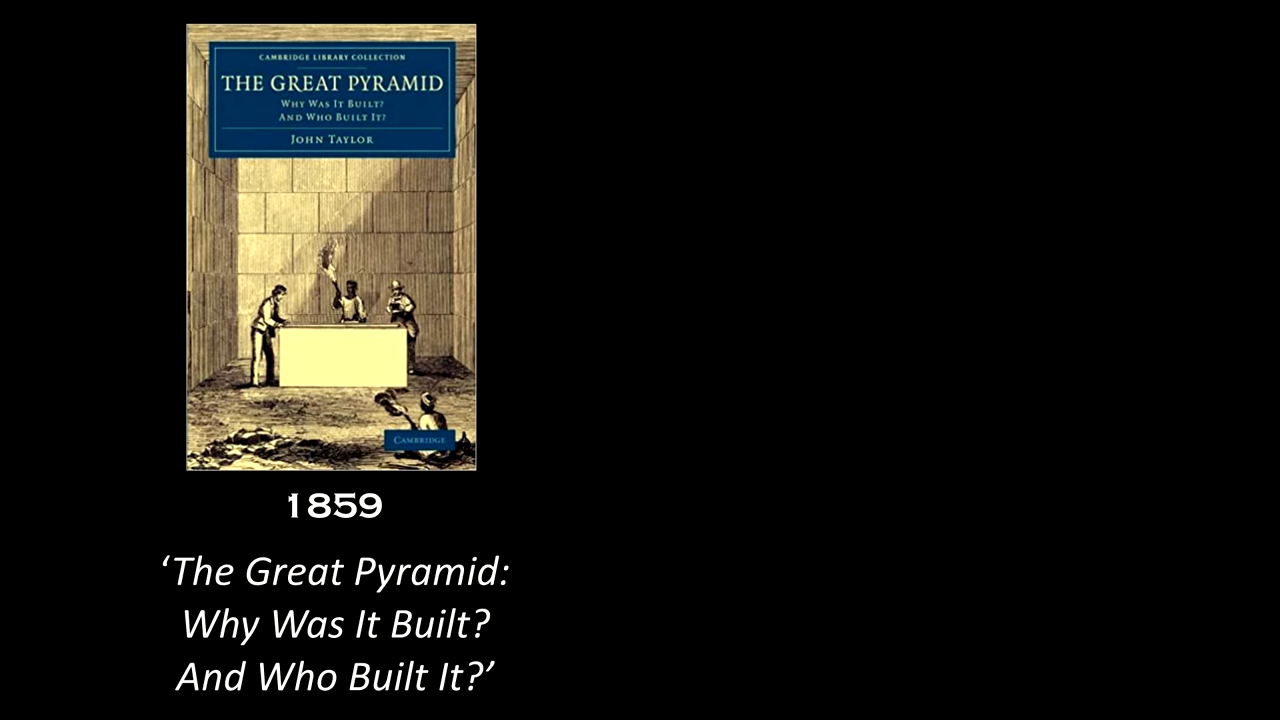 CAMBRIDGE LIBRARY COLLECTION
THE GREAT PYRAMID
WHY WAS IT BUILT?
AND WHO BUILT IT?
JOHN TAYLOR
CAMBRIDGE
1859
‘The Great Pyramid:
Why Was It Built?
And Who Built It?’